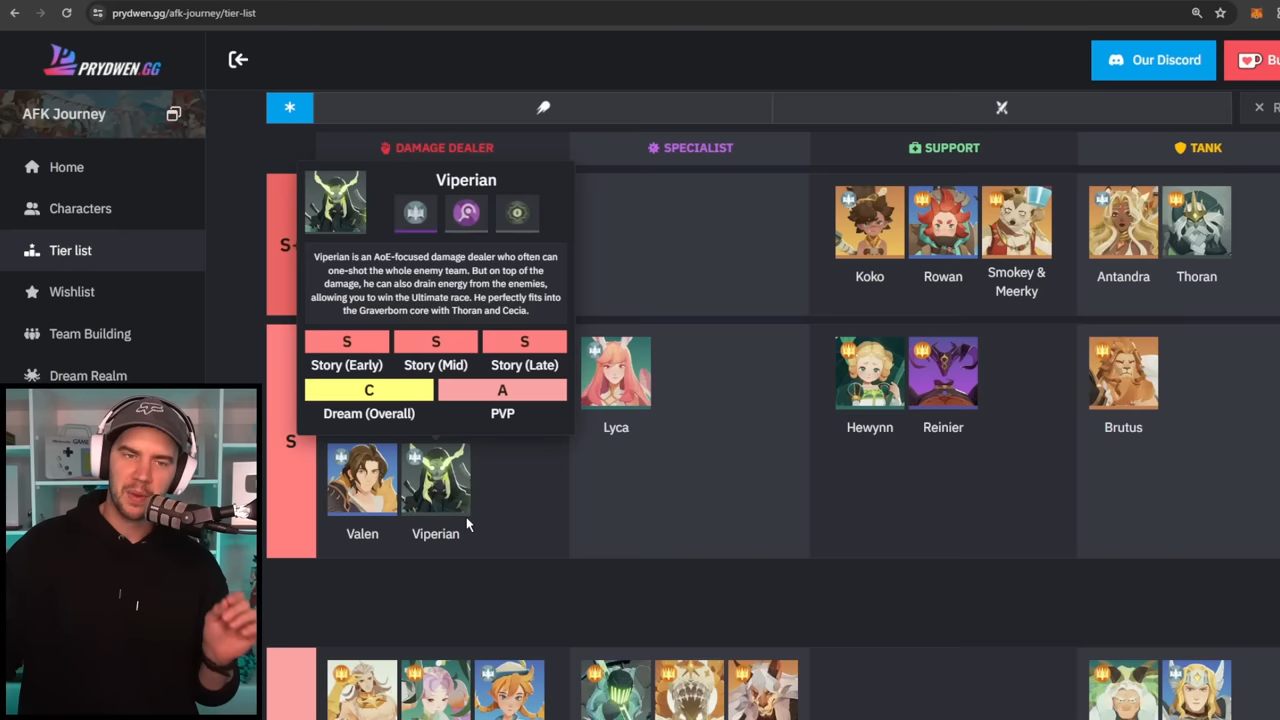 prydwen.gg/afk-journey/tier-list
PRYDWEN.GG
Our Discord
Bu
AFK Journey
R
Home
Characters
Tier list
Wishlist
Team Building
Dream Realm
DAMAGE DEALER
SPECIALIST
SUPPORT
TANK
Viperian
Viperian is an AoE-focused damage dealer who often can
one-shot the whole enemy team. But on top of the
damage, he can also drain energy from the enemies,
allowing you to win the Ultimate race. He perfectly fits into
the Graveborn core with Thoran and Cecia.
S S S
Story (Early) Story (Mid) Story (Late)
C A
Dream (Overall) PVP
S+
Koko
Rowan
Smokey &
Meerky
Antandra
Thoran
S
Lyca
Hewynn
Reinier
Brutus
Valen
Viperian